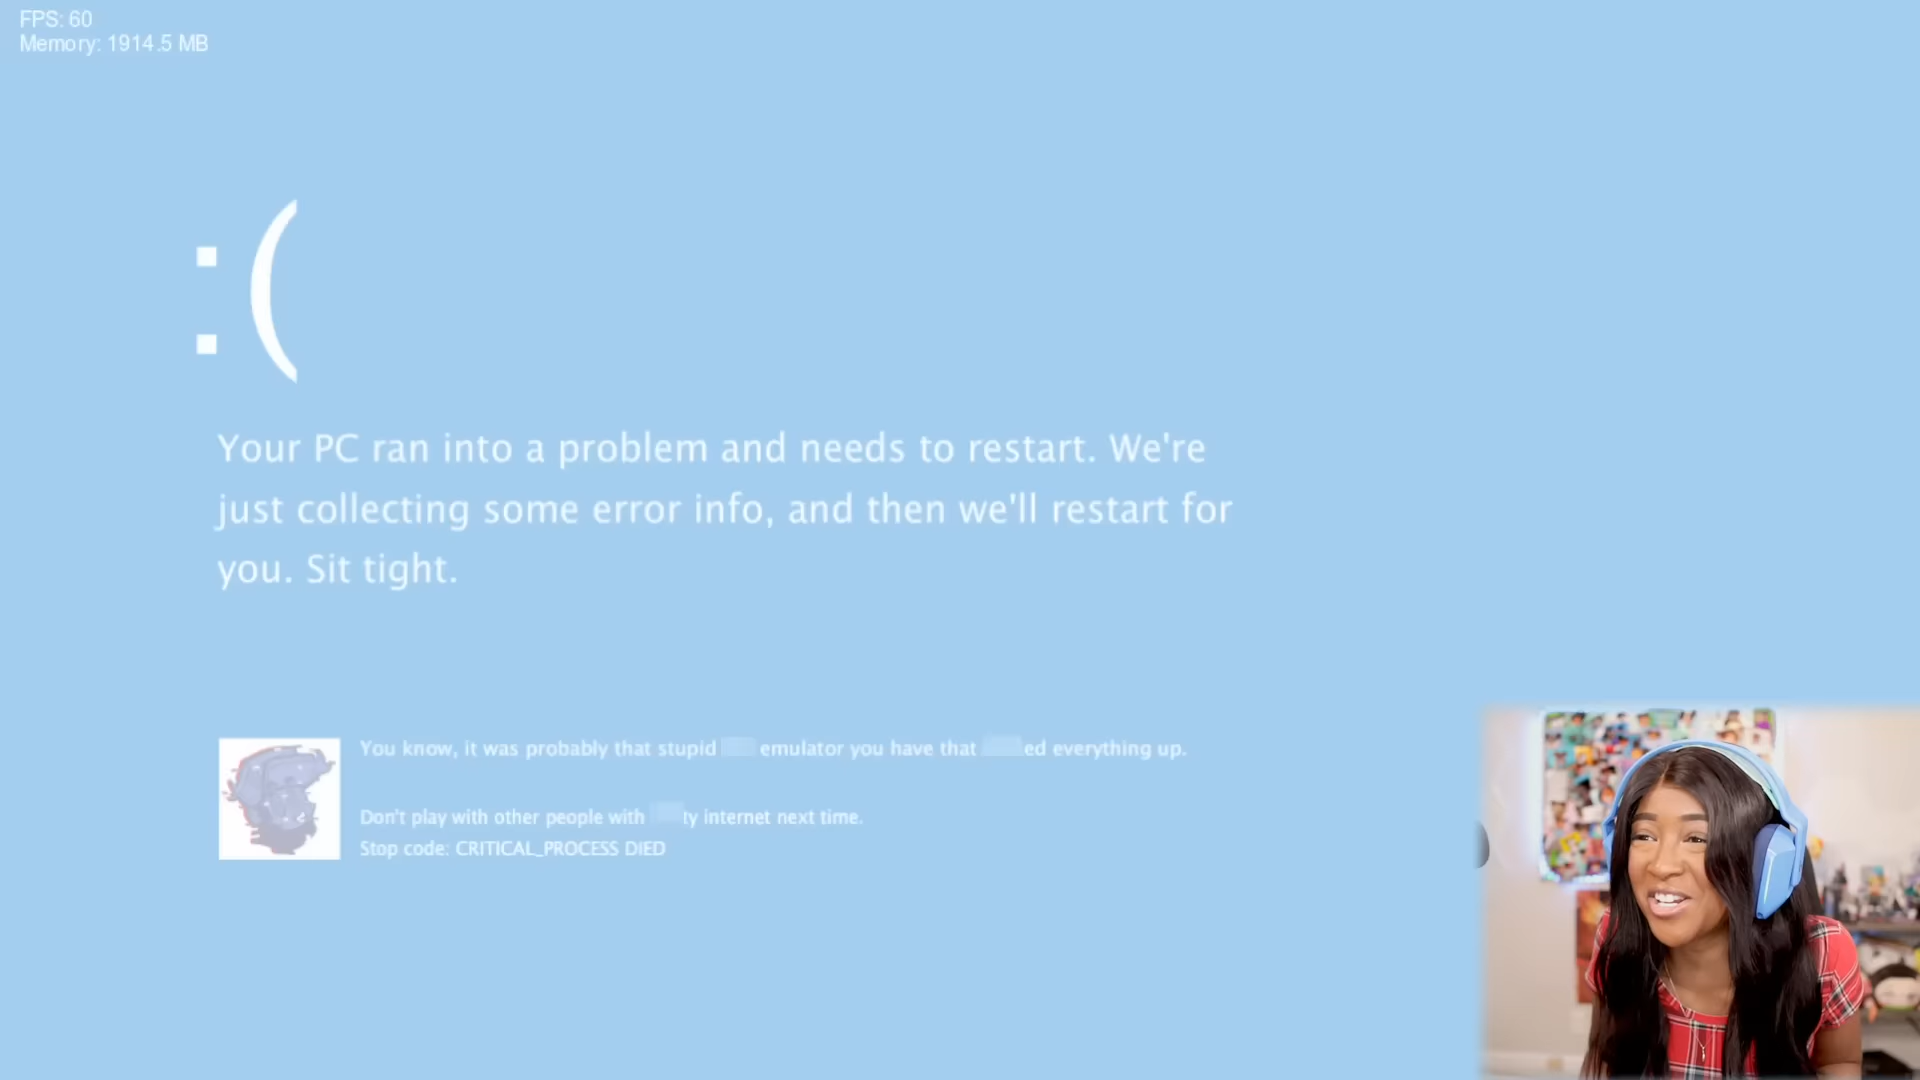 FPS: 60
Memory: 1914.5 MB
:(
Your PC ran into a problem and needs to restart. We're
just collecting some error info, and then we'll restart for
you. Sit tight.
You know, it was probably that stupid emulator you have that ed everything up.
Don't play with other people with ty internet next time.
Stop code: CRITICAL_PROCESS DIED